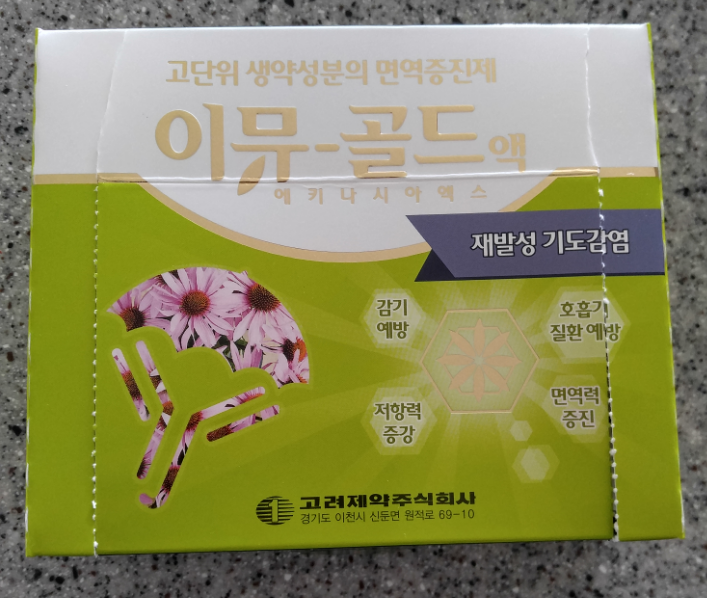 고단위 생약성분의 면역증진제
이뮤-골드액
에키나시아엑스
재발성 기도감염
감기
예방
호흡기
질환 예방
저항력
증강
면역력
증진
고려제약주식회사
경기도 이천시 신둔면 원적로 69-10